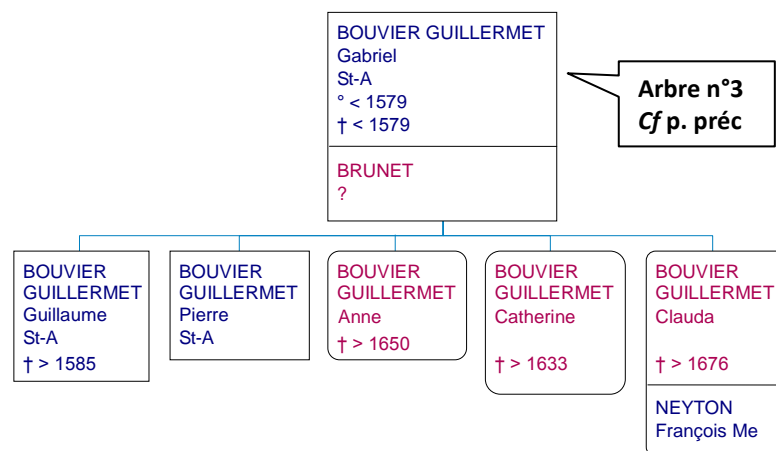 BOUVIER GUILLERMET
Gabriel
St-A
° < 1579
† < 1579
BRUNET
?
Arbre n°3
Cf p. préc
BOUVIER
GUILLERMET
Guillaume
St-A
† > 1585
BOUVIER
GUILLERMET
Pierre
St-A
BOUVIER
GUILLERMET
Anne
† > 1650
BOUVIER
GUILLERMET
Catherine
† > 1633
BOUVIER
GUILLERMET
Clauda
† > 1676
NEYTON
François Me